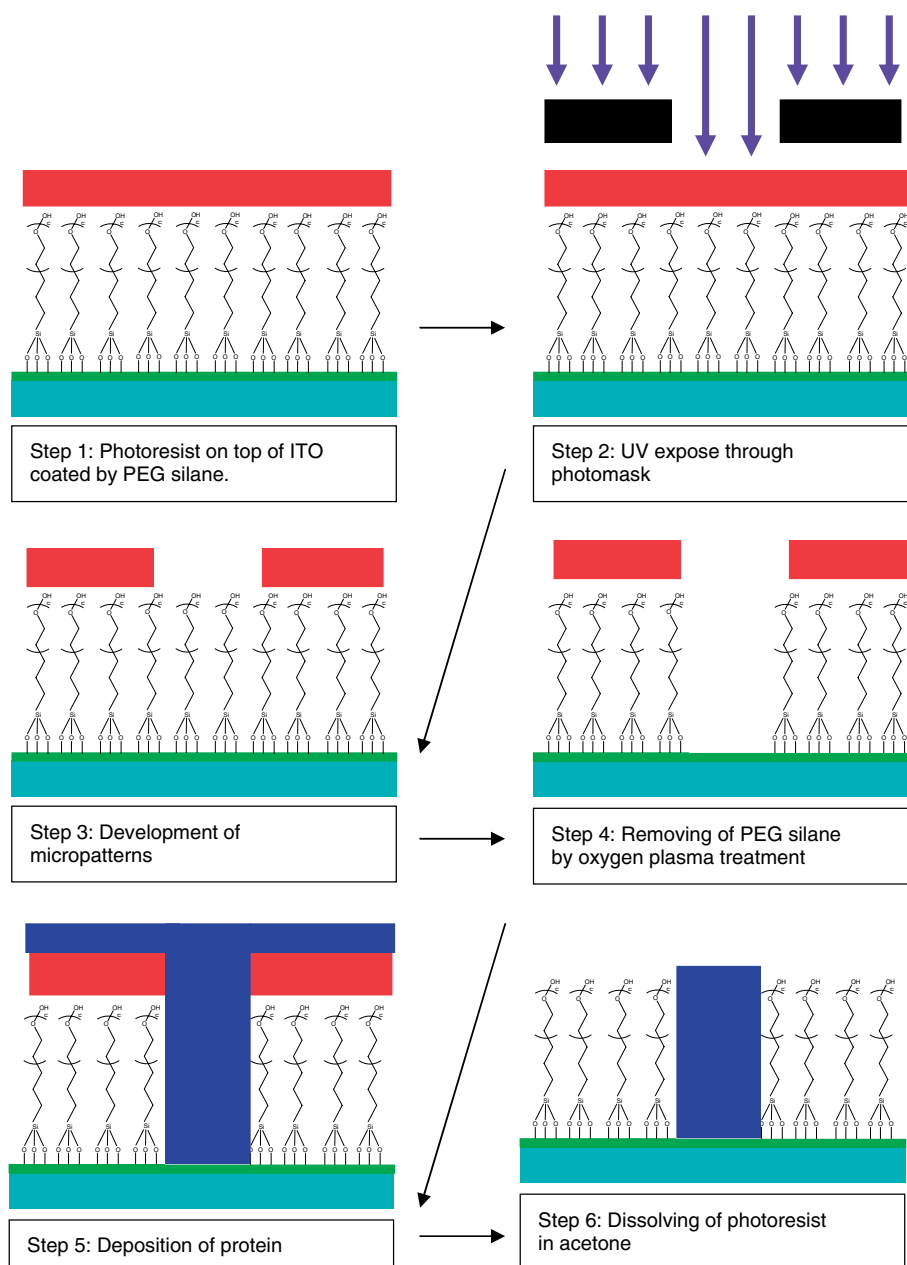 Step 1: Photoresist on top of ITO
coated by PEG silane.
Step 2: UV expose through
photomask
Step 3: Development of
micropatterns
Step 4: Removing of PEG silane
by oxygen plasma treatment
Step 5: Deposition of protein
Step 6: Dissolving of photoresist
in acetone